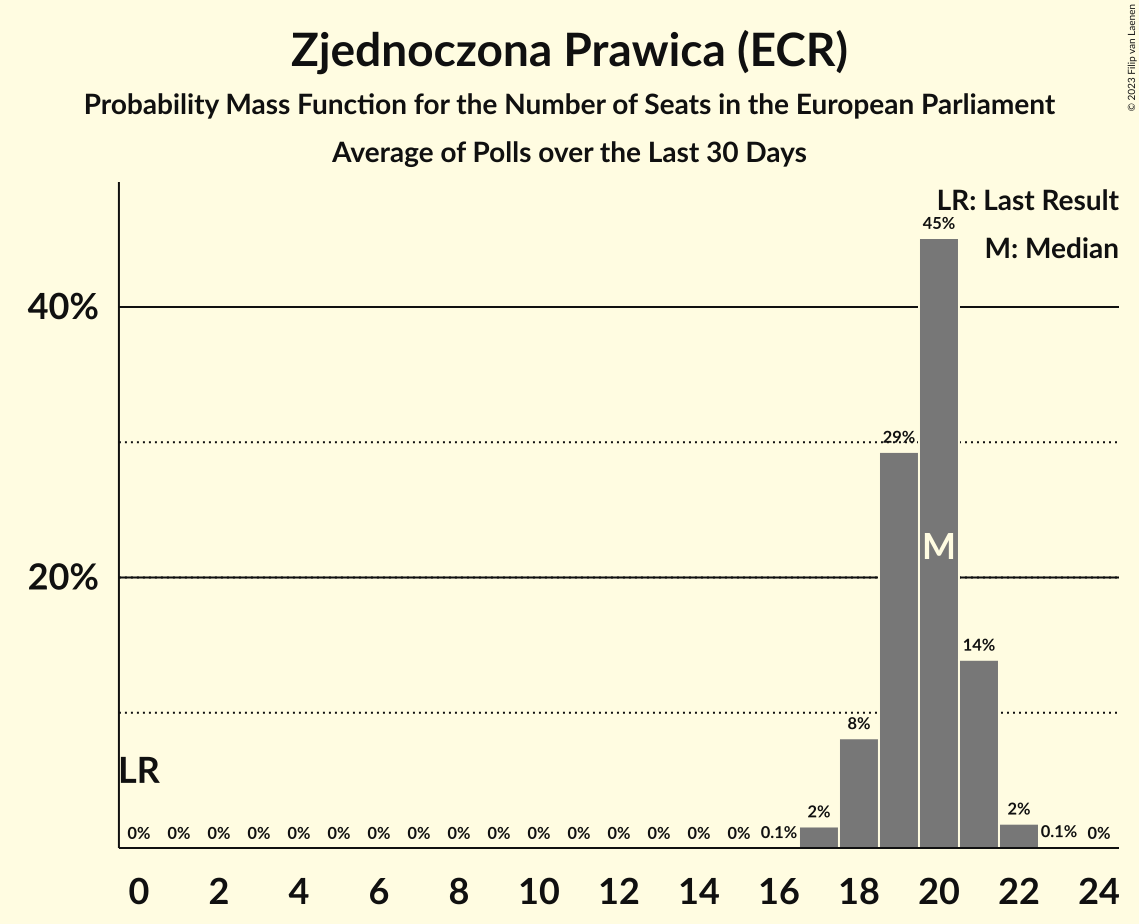 Zjednoczona Prawica (ECR)
Probability Mass Function for the Number of Seats in the European Parliament
Average of Polls over the Last 30 Days
© 2023 Filip van Laenen
LR: Last Result
M: Median
45%
40%
29%
M
20%
14%
8%
LR
2%
2%
0% 0% 0% 0% 0% 0% 0% 0% 0% 0% 0% 0% 0% 0% 0% 0% 0.1% 0.1% 0%
0 2 4 6 8 10 12 14 16 18 20 22 24